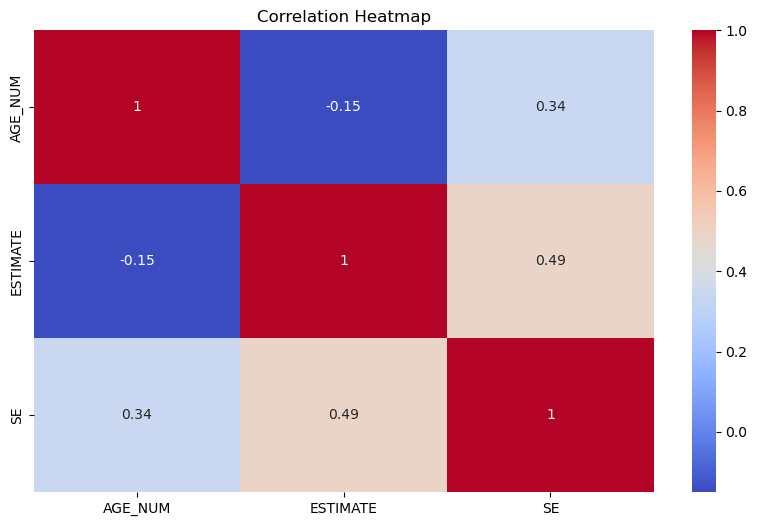 Correlation Heatmap
AGE_NUM
1
-0.15
0.34
ESTIMATE
-0.15
1
0.49
SE
0.34
0.49
1
AGE_NUM
ESTIMATE
SE
1.0
0.8
0.6
0.4
0.2
0.0